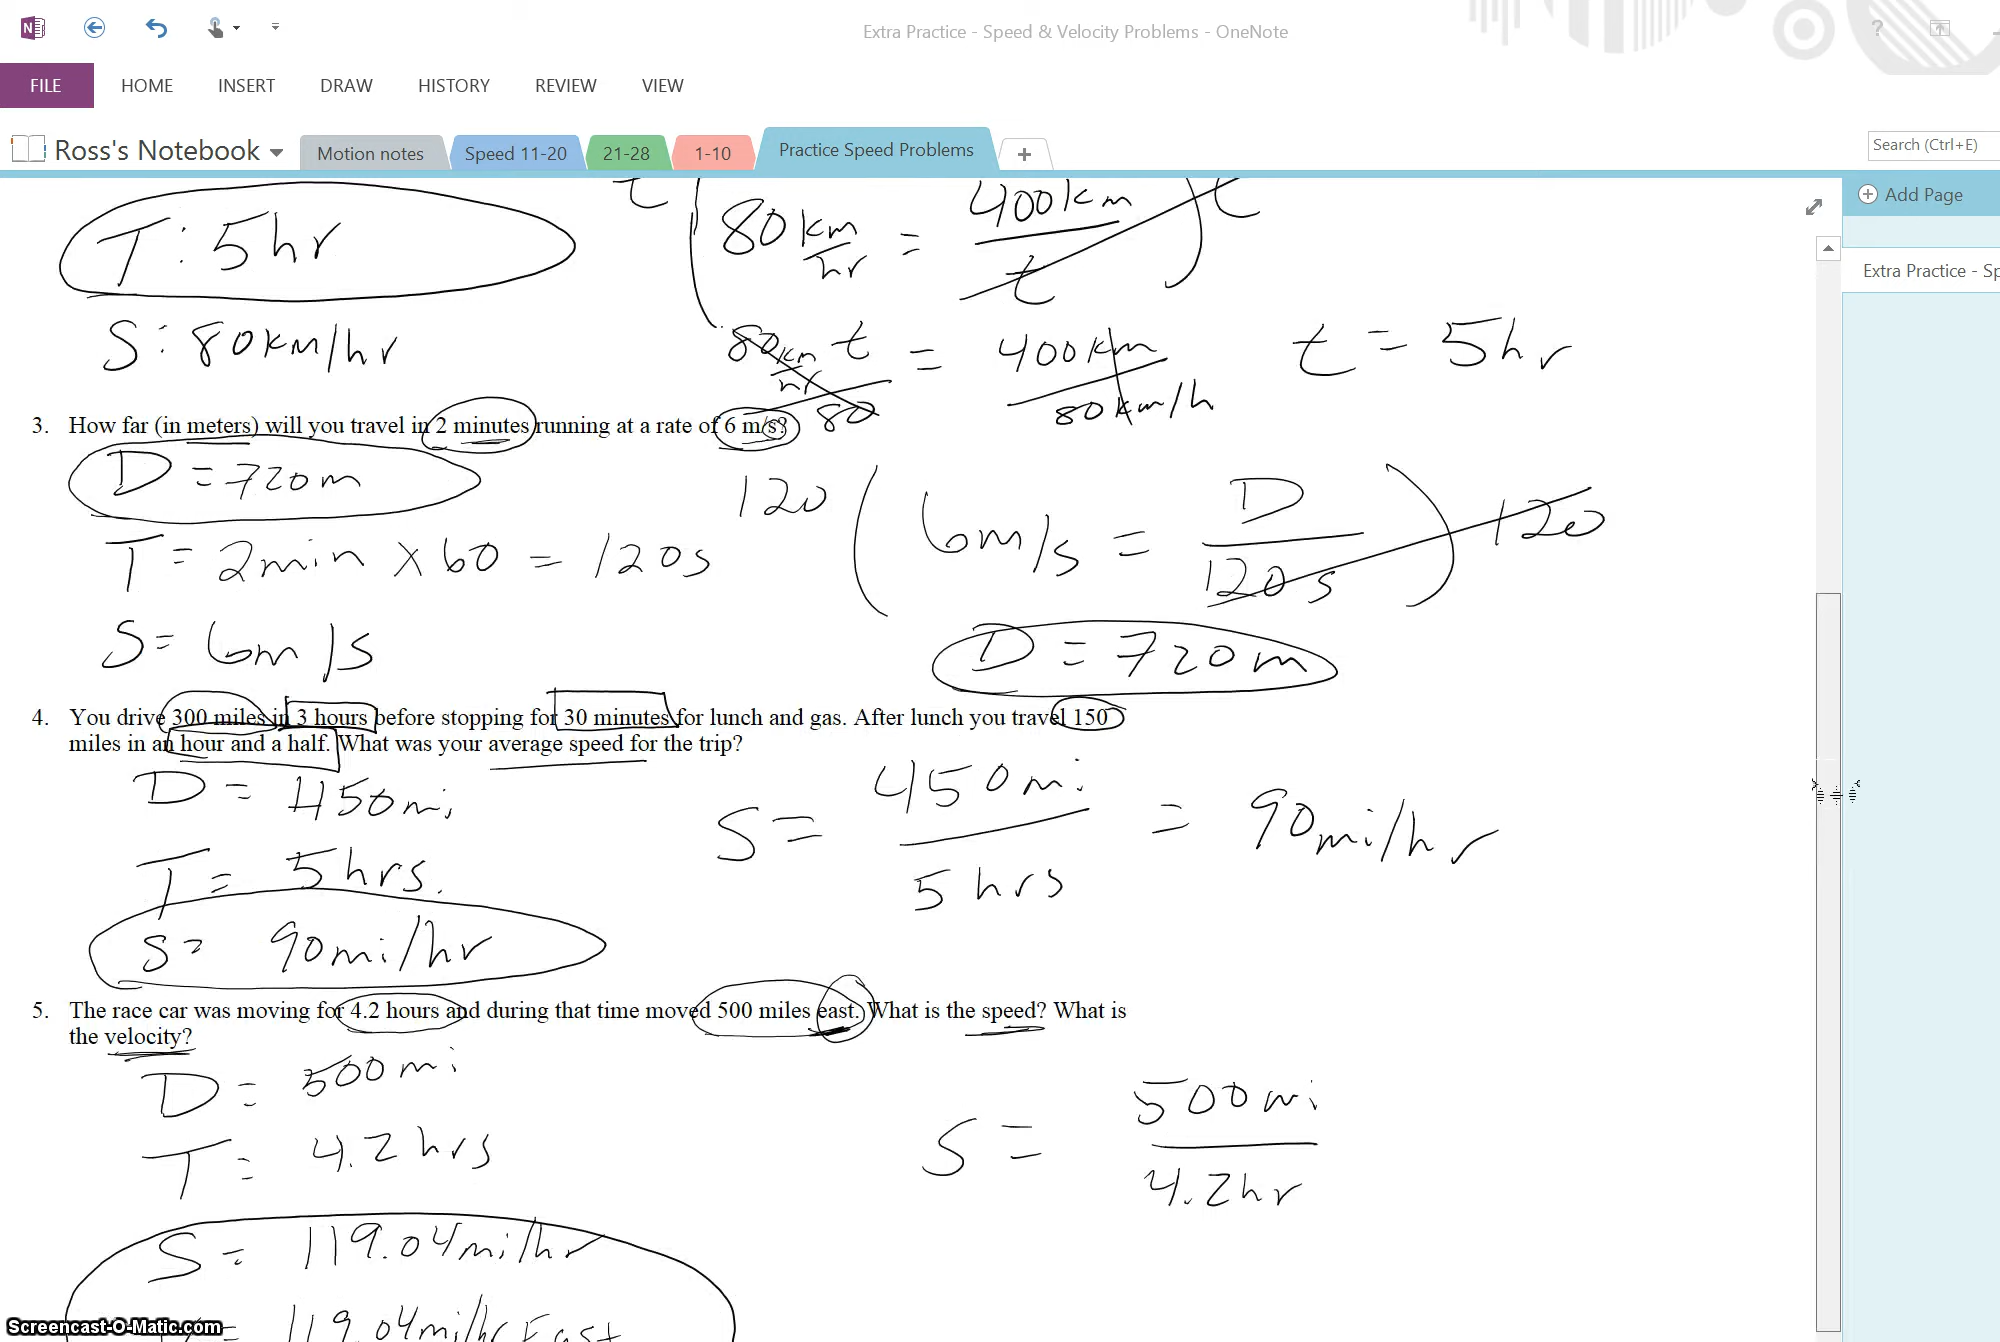 Extra Practice - Speed & Velocity Problems - OneNote
?
FILE HOME INSERT DRAW HISTORY REVIEW VIEW
Ross's Notebook Motion notes Speed 11-20 21-28 1-10 Practice Speed Problems +
Search (Ctrl+E)
Add Page
Extra Practice - Sp
T: 5hr
S: 80km/hr
t ( 80 km/hr = 400km/t ) t
80 km/hr t / 80 = 400km / 80km/h
t = 5hr
3. How far (in meters) will you travel in 2 minutes running at a rate of 6 m/s?
D = 720m
T = 2min x 60 = 120s
S = 6m/s
120 ( 6m/s = D/120s ) 120
D = 720m
4. You drive 300 miles in 3 hours before stopping for 30 minutes for lunch and gas. After lunch you travel 150
miles in an hour and a half. What was your average speed for the trip?
D = 450mi
T = 5hrs.
S = 90mi/hr
S = 450mi / 5hrs = 90mi/hr
5. The race car was moving for 4.2 hours and during that time moved 500 miles east. What is the speed? What is
the velocity?
D = 500mi
T = 4.2hrs
S = 119.04mi/hr
= 119.04mi/hr East
S = 500mi / 4.2hr
Screencast-O-Matic.com